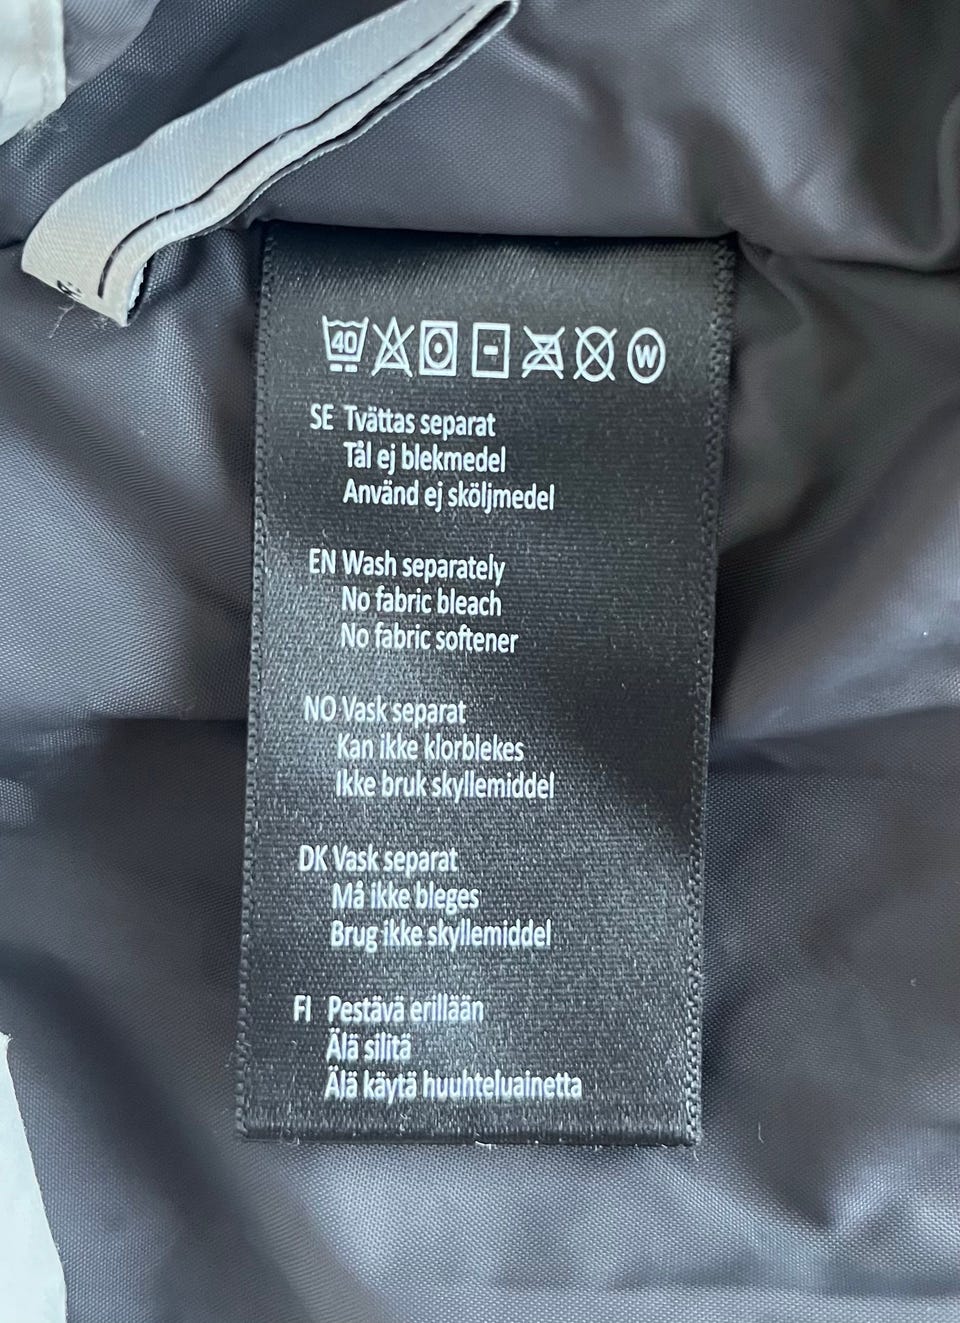 40 W
SE Tvättas separat
Tål ej blekmedel
Använd ej sköljmedel
EN Wash separately
No fabric bleach
No fabric softener
NO Vask separat
Kan ikke klorblekes
Ikke bruk skyllemiddel
DK Vask separat
Må ikke bleges
Brug ikke skyllemiddel
FI Pestävä erillään
Älä silitä
Älä käytä huuhteluainetta